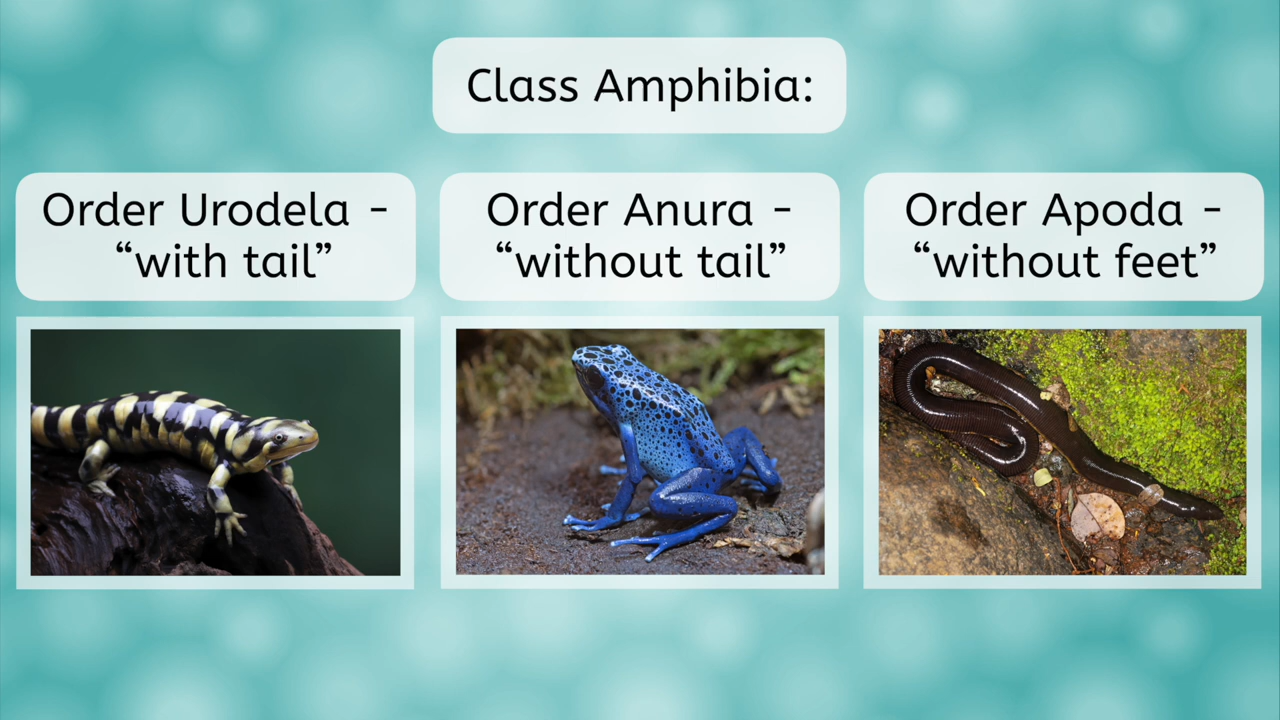 Class Amphibia:
Order Urodela -
“with tail”
Order Anura -
“without tail”
Order Apoda -
“without feet”